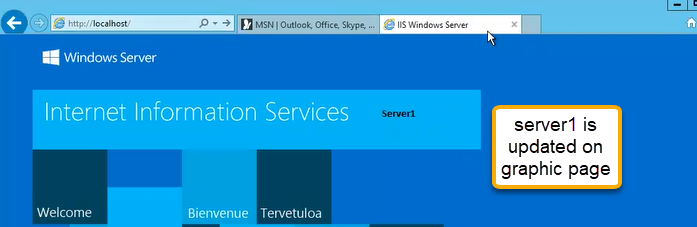 http://localhost/
MSN | Outlook, Office, Skype, ...
IIS Windows Server
Windows Server
Internet Information Services
Server1
server1 is
updated on
graphic page
Welcome
Bienvenue
Tervetuloa